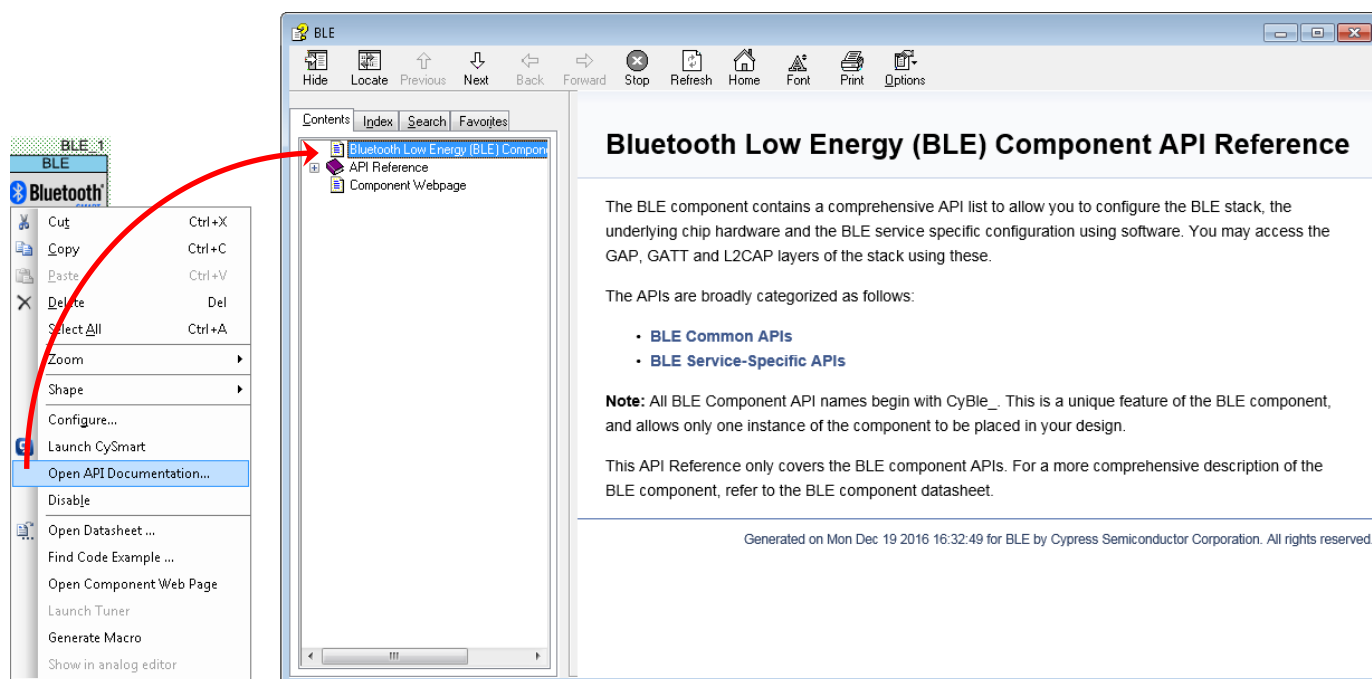 BLE_1
BLE
Bluetooth
SMART
Cut Ctrl+X
Copy Ctrl+C
Paste Ctrl+V
Delete Del
Select All Ctrl+A
Zoom
Shape
Configure...
Launch CySmart
Open API Documentation...
Disable
Open Datasheet ...
Find Code Example ...
Open Component Web Page
Launch Tuner
Generate Macro
Show in analog editor
BLE
Hide Locate Previous Next Back Forward Stop Refresh Home Font Print Options
Contents Index Search Favorites
Bluetooth Low Energy (BLE) Compone
API Reference
Component Webpage
Bluetooth Low Energy (BLE) Component API Reference
The BLE component contains a comprehensive API list to allow you to configure the BLE stack, the
underlying chip hardware and the BLE service specific configuration using software. You may access the
GAP, GATT and L2CAP layers of the stack using these.
The APIs are broadly categorized as follows:
• BLE Common APIs
• BLE Service-Specific APIs
Note: All BLE Component API names begin with CyBle_. This is a unique feature of the BLE component,
and allows only one instance of the component to be placed in your design.
This API Reference only covers the BLE component APIs. For a more comprehensive description of the
BLE component, refer to the BLE component datasheet.
Generated on Mon Dec 19 2016 16:32:49 for BLE by Cypress Semiconductor Corporation. All rights reserved.